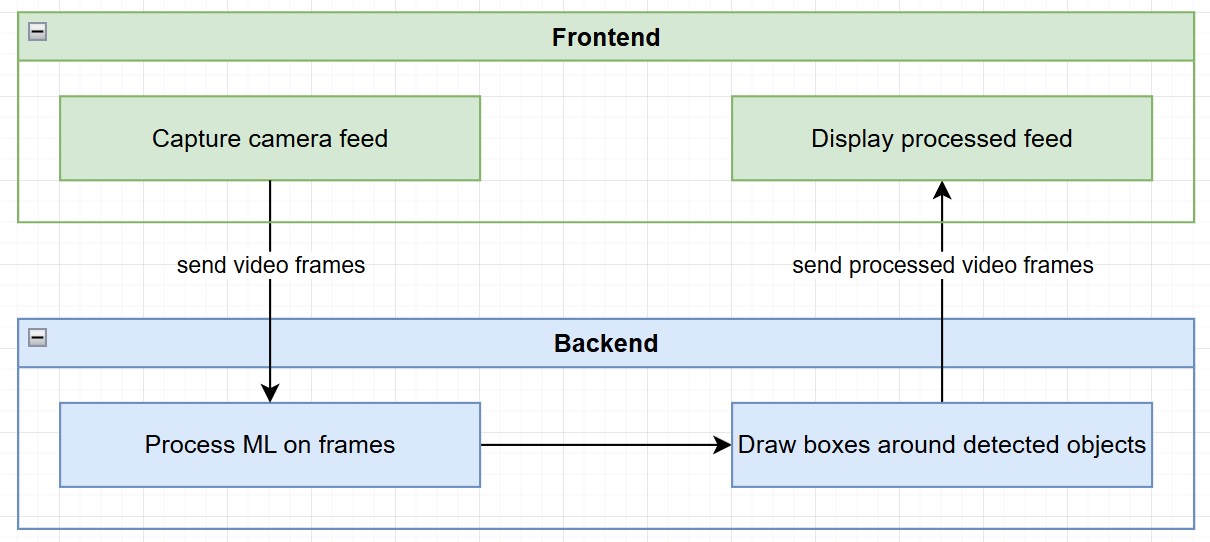 Frontend
Capture camera feed
Display processed feed
send video frames
send processed video frames
Backend
Process ML on frames
Draw boxes around detected objects